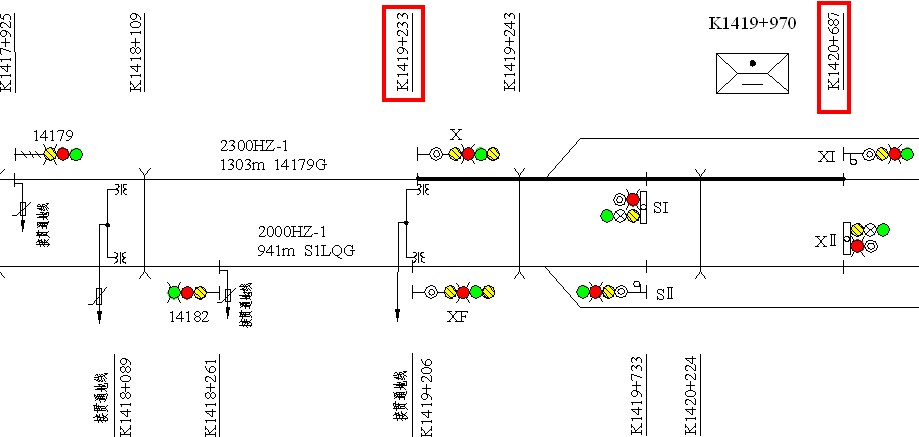 K1417+925
K1418+109
K1419+233
K1419+243
K1419+970
K1420+687
14179
2300HZ-1
1303m 14179G
X
XI
接贯通地线
2000HZ-1
941m S1LQG
SI
XⅡ
14182
接贯通地线
XF
SⅡ
接贯通地线
K1418+089
K1418+261
接贯通地线
K1419+206
K1419+733
K1420+224